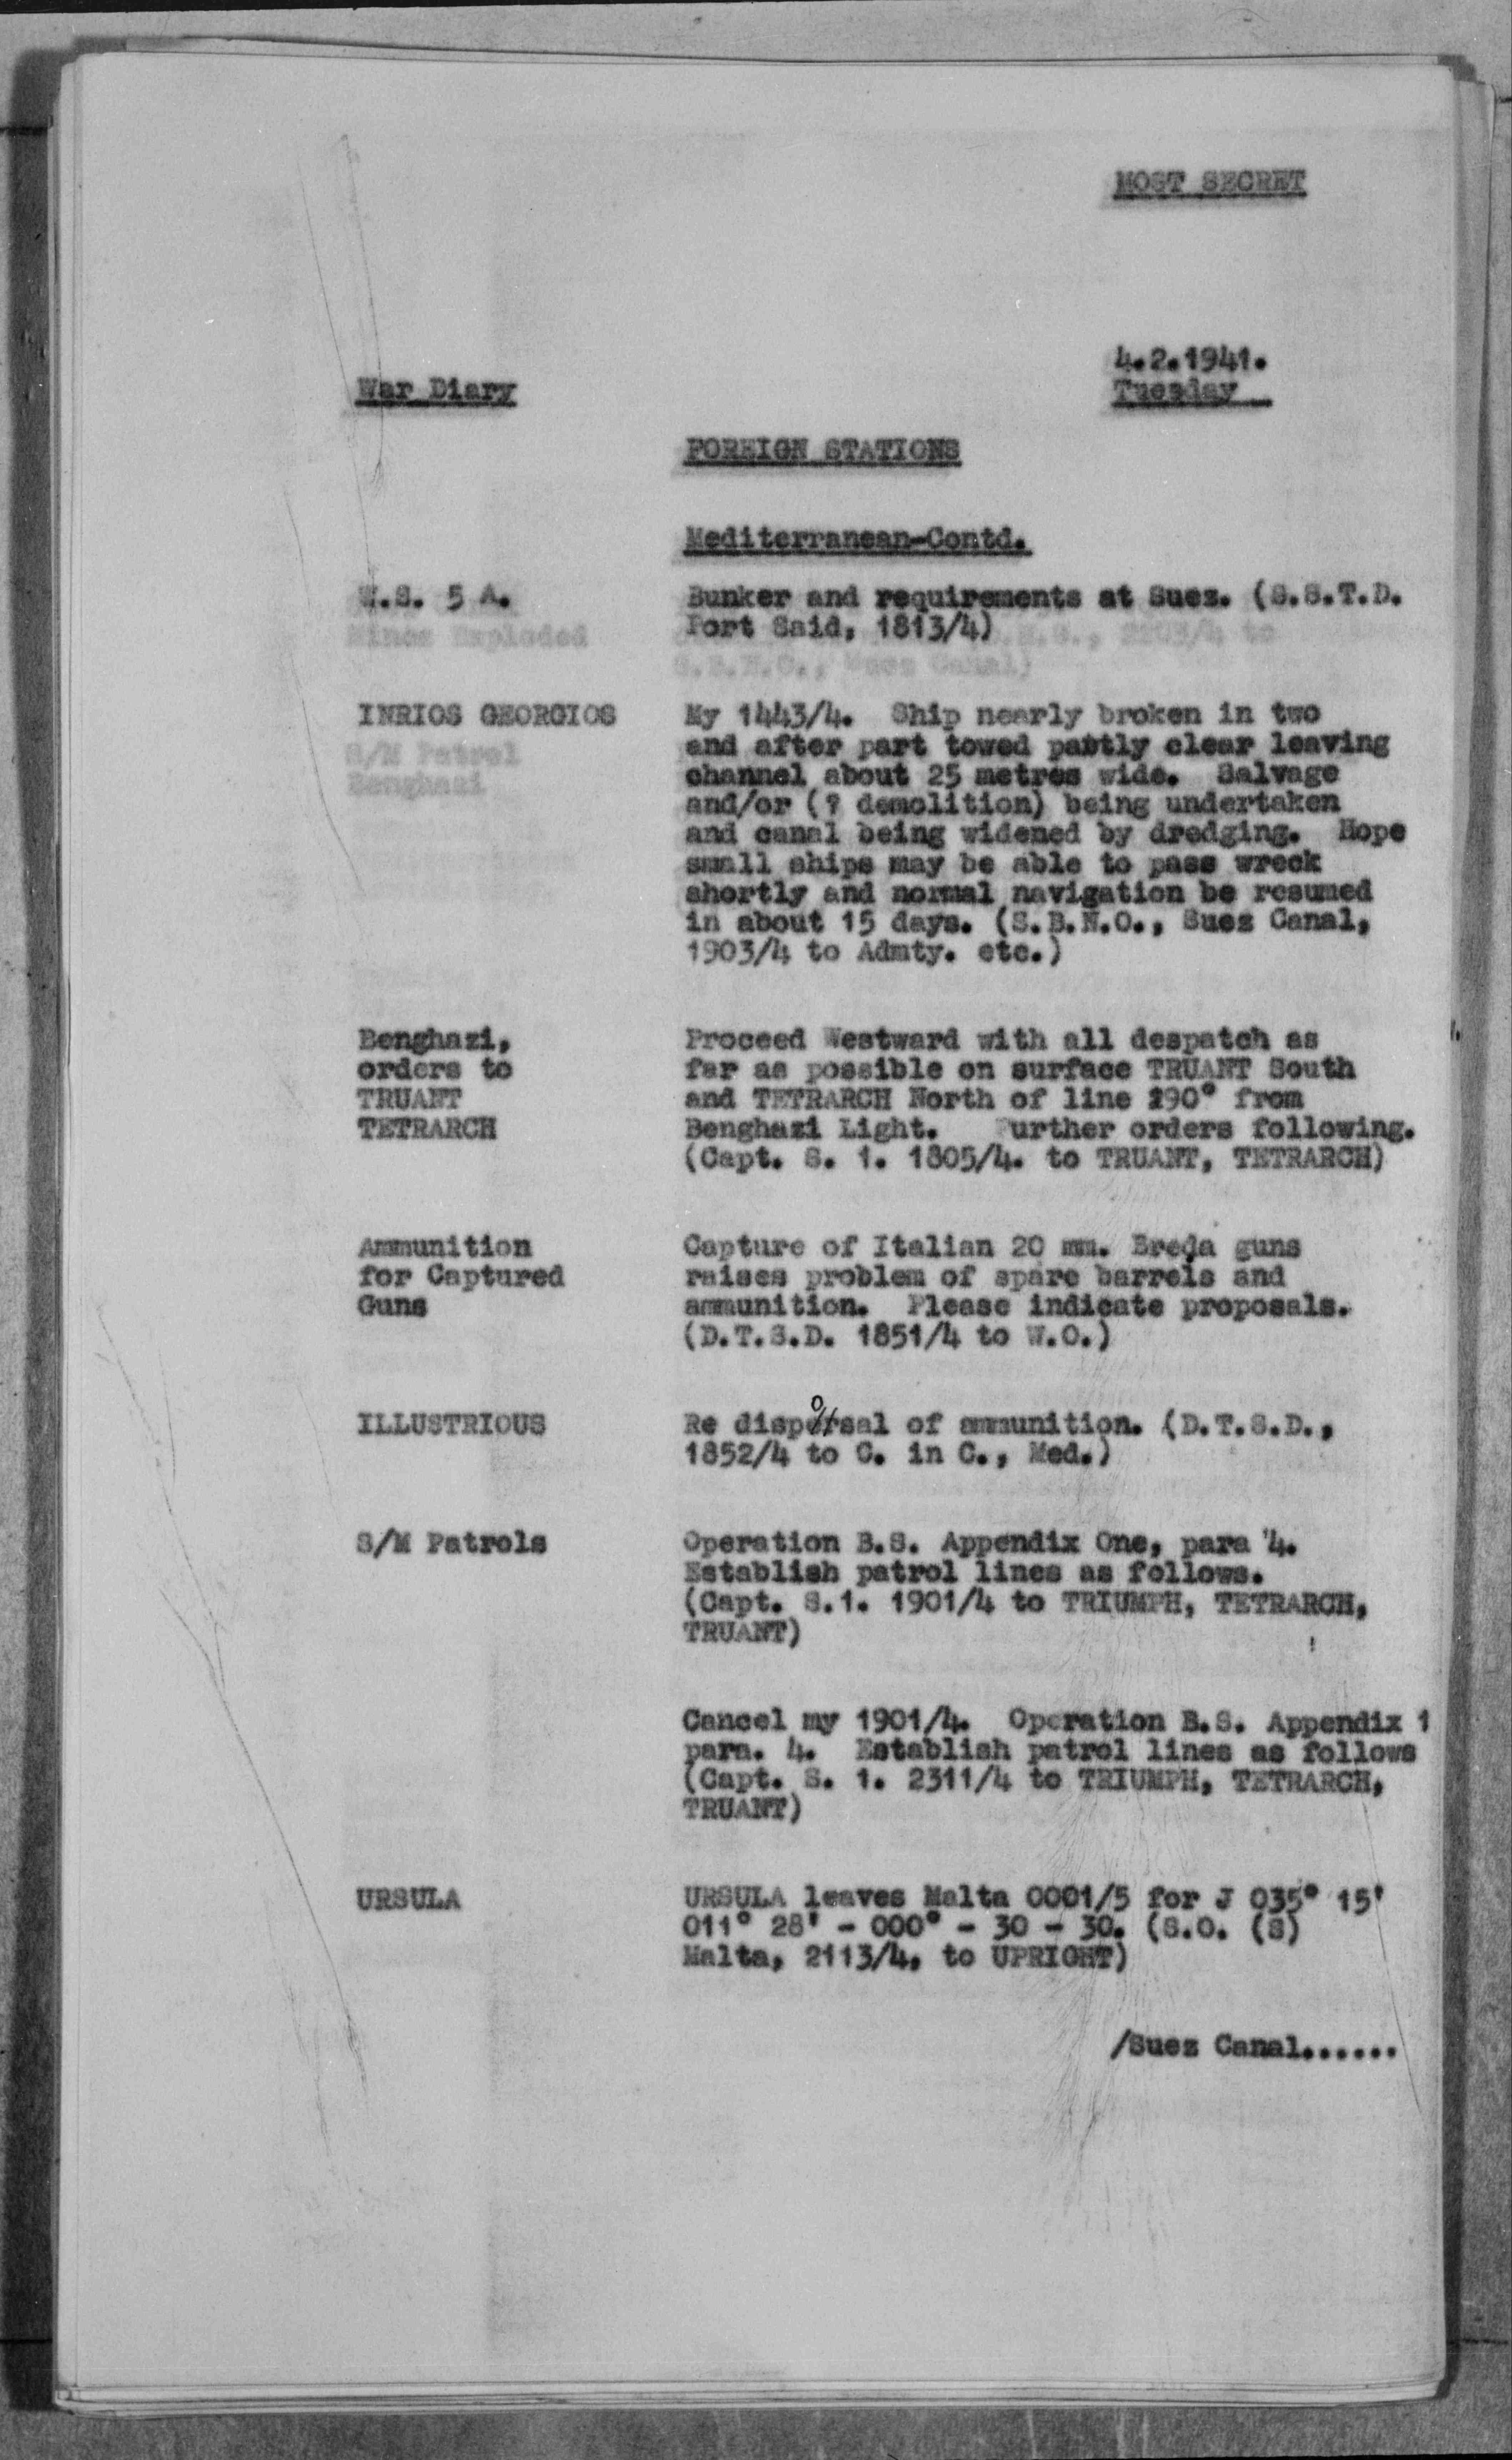 MOST SECRET
4.2.1941.
War Diary Tuesday
FOREIGN STATIONS
Mediterranean-Contd.
W.S. 5 A. Bunker and requirements at Suez. (S.S.T.D.
Port Said, 1813/4)
INRIOS GEORGIOS My 1443/4. Ship nearly broken in two
and after part towed partly clear leaving
channel about 25 metres wide. Salvage
and/or (? demolition) being undertaken
and canal being widened by dredging. Hope
small ships may be able to pass wreck
shortly and normal navigation be resumed
in about 15 days. (S.B.N.O., Suez Canal,
1903/4 to Admty. etc.)
Benghazi, Proceed Westward with all despatch as
orders to far as possible on surface TRUANT South
TRUANT and TETRARCH North of line 290° from
TETRARCH Benghazi Light. Further orders following.
(Capt. S. 1. 1805/4. to TRUANT, TETRARCH)
Ammunition Capture of Italian 20 mm. Breda guns
for Captured raises problem of spare barrels and
Guns ammunition. Please indicate proposals.
(D.T.S.D. 1851/4 to W.O.)
ILLUSTRIOUS Re disposal of ammunition. (D.T.S.D.,
1852/4 to C. in C., Med.)
S/M Patrols Operation B.S. Appendix One, para 4.
Establish patrol lines as follows.
(Capt. S.1. 1901/4 to TRIUMPH, TETRARCH,
TRUANT)
Cancel my 1901/4. Operation B.S. Appendix 1
para. 4. Establish patrol lines as follows
(Capt. S. 1. 2311/4 to TRIUMPH, TETRARCH,
TRUANT)
URSULA URSULA leaves Malta 0001/5 for J 035° 15'
011° 28' - 000° - 30 - 30. (S.O. (S)
Malta, 2113/4, to UPRIGHT)
/Suez Canal......